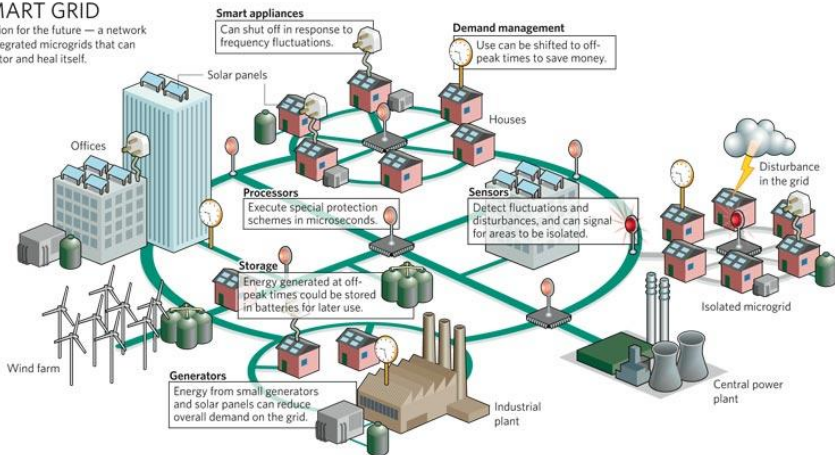 MART GRID
ion for the future — a network
egrated microgrids that can
tor and heal itself.
Smart appliances
Can shut off in response to
frequency fluctuations.
Demand management
Use can be shifted to off-
peak times to save money.
Solar panels
Houses
Offices
Disturbance
in the grid
Processors
Execute special protection
schemes in microseconds.
Sensors
Detect fluctuations and
disturbances, and can signal
for areas to be isolated.
Storage
Energy generated at off-
peak times could be stored
in batteries for later use.
Isolated microgrid
Wind farm
Generators
Energy from small generators
and solar panels can reduce
overall demand on the grid.
Industrial
plant
Central power
plant